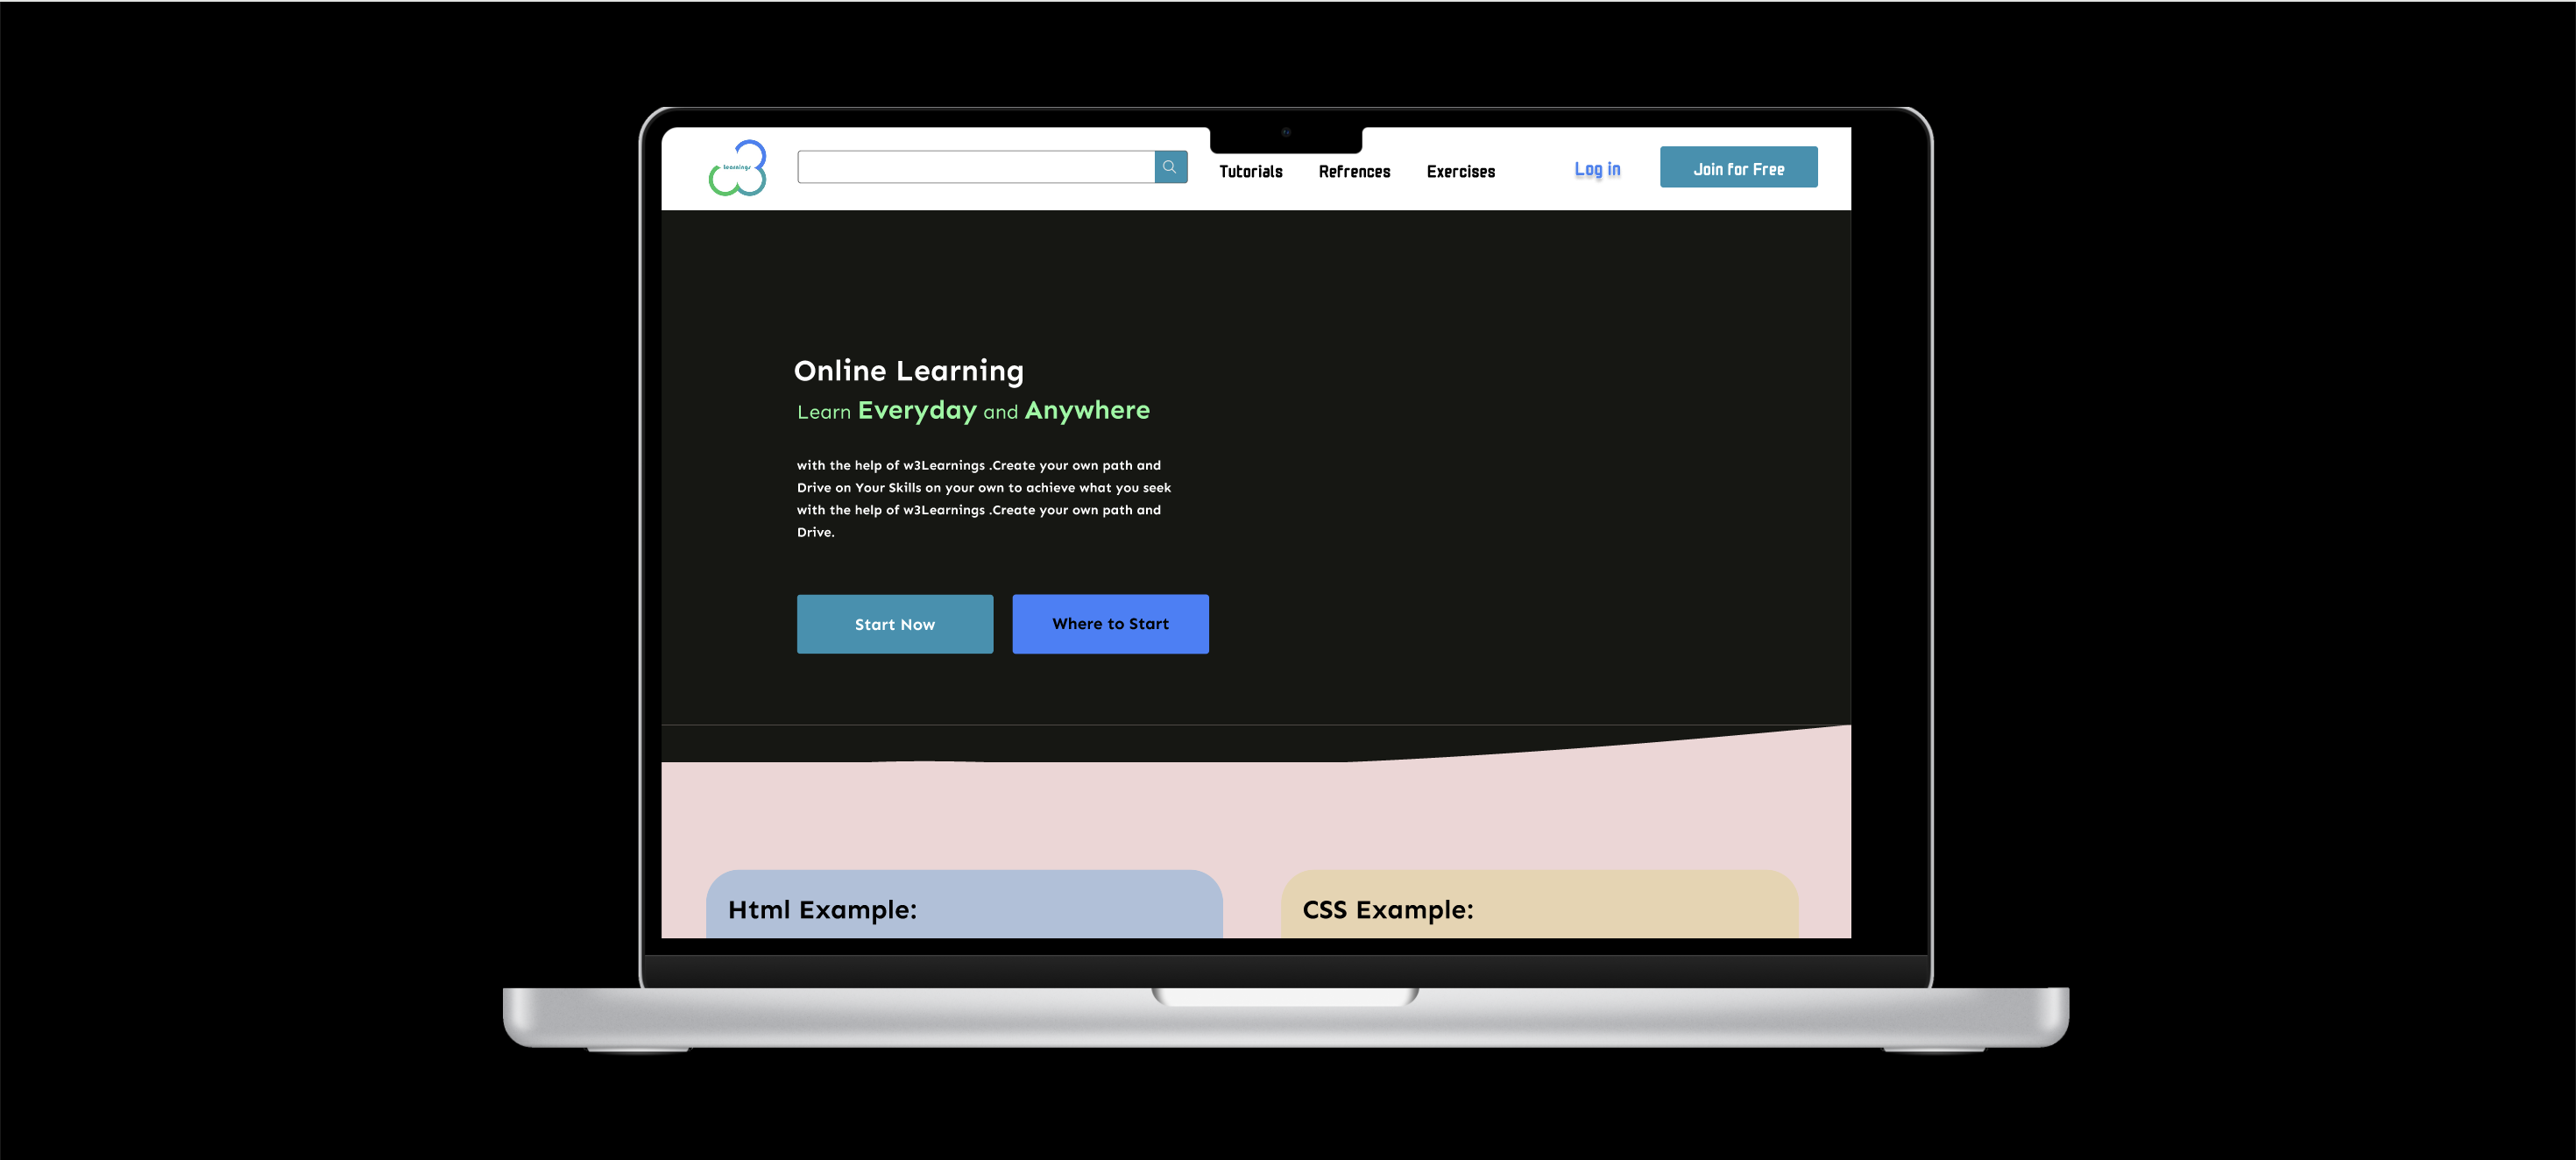 learnings
Tutorials
Refrences
Exercises
Log in
Join for Free
Online Learning
Learn Everyday and Anywhere
with the help of w3Learnings .Create your own path and
Drive on Your Skills on your own to achieve what you seek
with the help of w3Learnings .Create your own path and
Drive.
Start Now
Where to Start
Html Example:
CSS Example: